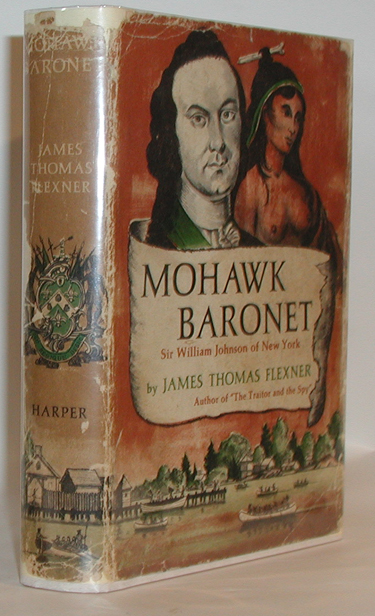 MOHAWK
BARONET
JAMES
THOMAS
FLEXNER
HARPER
MOHAWK
BARONET
Sir William Johnson of New York
by JAMES THOMAS FLEXNER
Author of "The Traitor and the Spy"